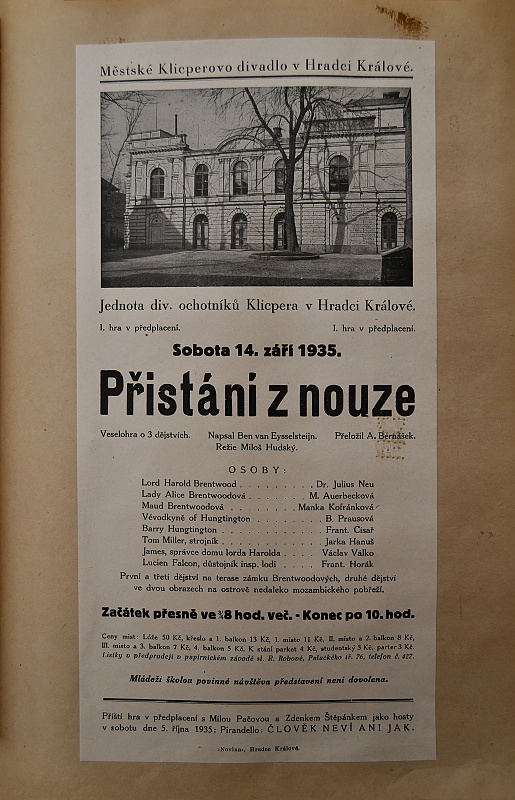 Městské Klicperovo divadlo v Hradci Králové.
Jednota div. ochotníků Klicpera v Hradci Králové.
I. hra v předplacení. I. hra v předplacení.
Sobota 14. září 1935.
Přistání z nouze
Veselohra o 3 dějstvích. Napsal Ben van Eysselsteijn. Přeložil A. Bernášek.
Režie Miloš Hudský.
OSOBY:
Lord Harold Brentwood . . . . . . . . . Dr. Julius Neu
Lady Alice Brentwoodová . . . . . . . M. Auerbecková
Maud Brentwoodová . . . . . . . . Manka Kofránková
Vévodkyně of Hungtington . . . . . . . . B. Prausová
Barry Hungtington . . . . . . . . . . . Frant. Císař
Tom Miller, strojník . . . . . . . . . . Jarka Hanuš
James, správce domu lorda Harolda . . . . Václav Válko
Lucien Falcon, důstojník insp. lodi . . . . Frant. Horák
První a třetí dějství na terase zámku Brentwoodových, druhé dějství
ve dvou obrazech na ostrově nedaleko mozambického pobřeží.
Začátek přesně ve ¾8 hod. več. - Konec po 10. hod.
Ceny míst: Lóže 50 Kč, křeslo a 1. balkon 13 Kč, I. místo 11 Kč, II. místo a 2. balkon 8 Kč,
III. místo a 3. balkon 7 Kč, 4. balkon 5 Kč. K stání parket 4 Kč, studentský 3 Kč, parter 3 Kč.
Lístky v předprodeji v papírnickém závodě sl. R. Robové, Palackého tř. 76, telefon č. 427.
Mládeži školou povinné návštěva představení není dovolena.
Příští hra v předplacení s Milou Pačovou a Zdenkem Štěpánkem jako hosty
v sobotu dne 5. října 1935: Pirandello: ČLOVĚK NEVÍ ANI JAK.
»Novina«, Hradec Králové.